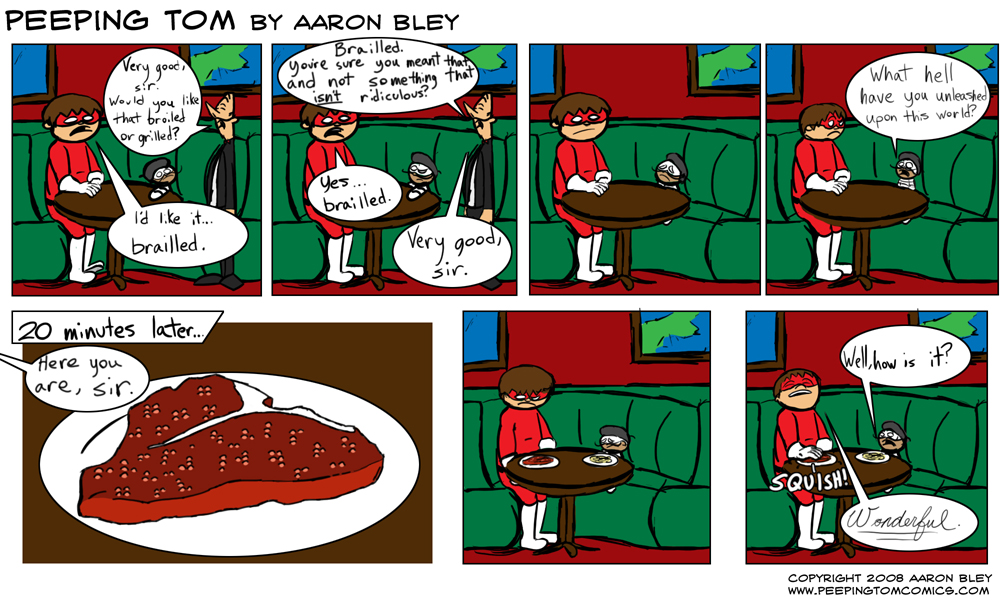 PEEPING TOM BY AARON BLEY
Very good,
sir.
Would you like
that broiled
or grilled?
I'd like it...
brailled.
Brailled.
You're sure you meant that,
and not something that
isn't ridiculous?
Yes...
brailled.
Very good,
sir.
What hell
have you unleashed
upon this world?
20 minutes later...
Here you
are, sir.
Well, how is it?
SQUISH!
Wonderful.
COPYRIGHT 2008 AARON BLEY
WWW.PEEPINGTOMCOMICS.COM